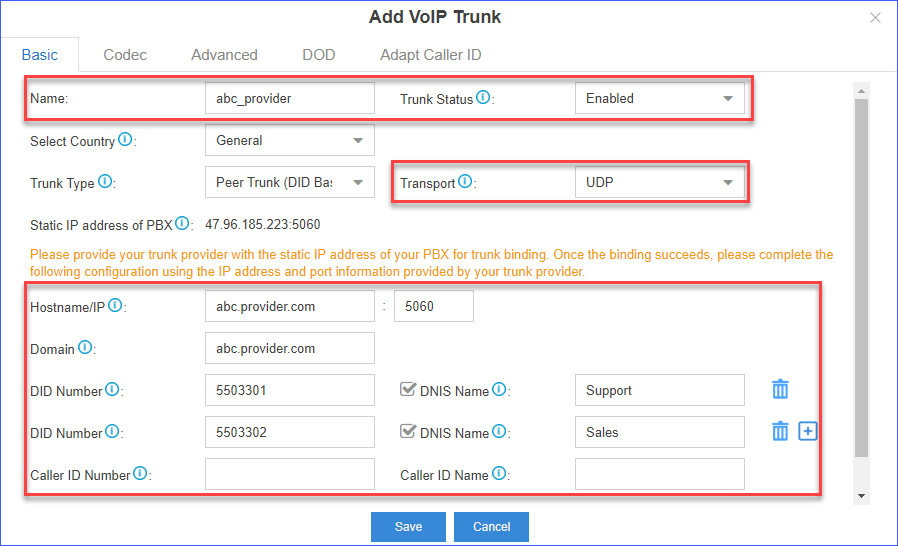 Add VoIP Trunk
Basic Codec Advanced DOD Adapt Caller ID
Name: abc_provider Trunk Status: Enabled
Select Country: General
Trunk Type: Peer Trunk (DID Ba Transport: UDP
Static IP address of PBX: 47.96.185.223:5060
Please provide your trunk provider with the static IP address of your PBX for trunk binding. Once the binding succeeds, please complete the
following configuration using the IP address and port information provided by your trunk provider.
Hostname/IP: abc.provider.com : 5060
Domain: abc.provider.com
DID Number: 5503301 DNIS Name: Support
DID Number: 5503302 DNIS Name: Sales
Caller ID Number: Caller ID Name:
Save Cancel